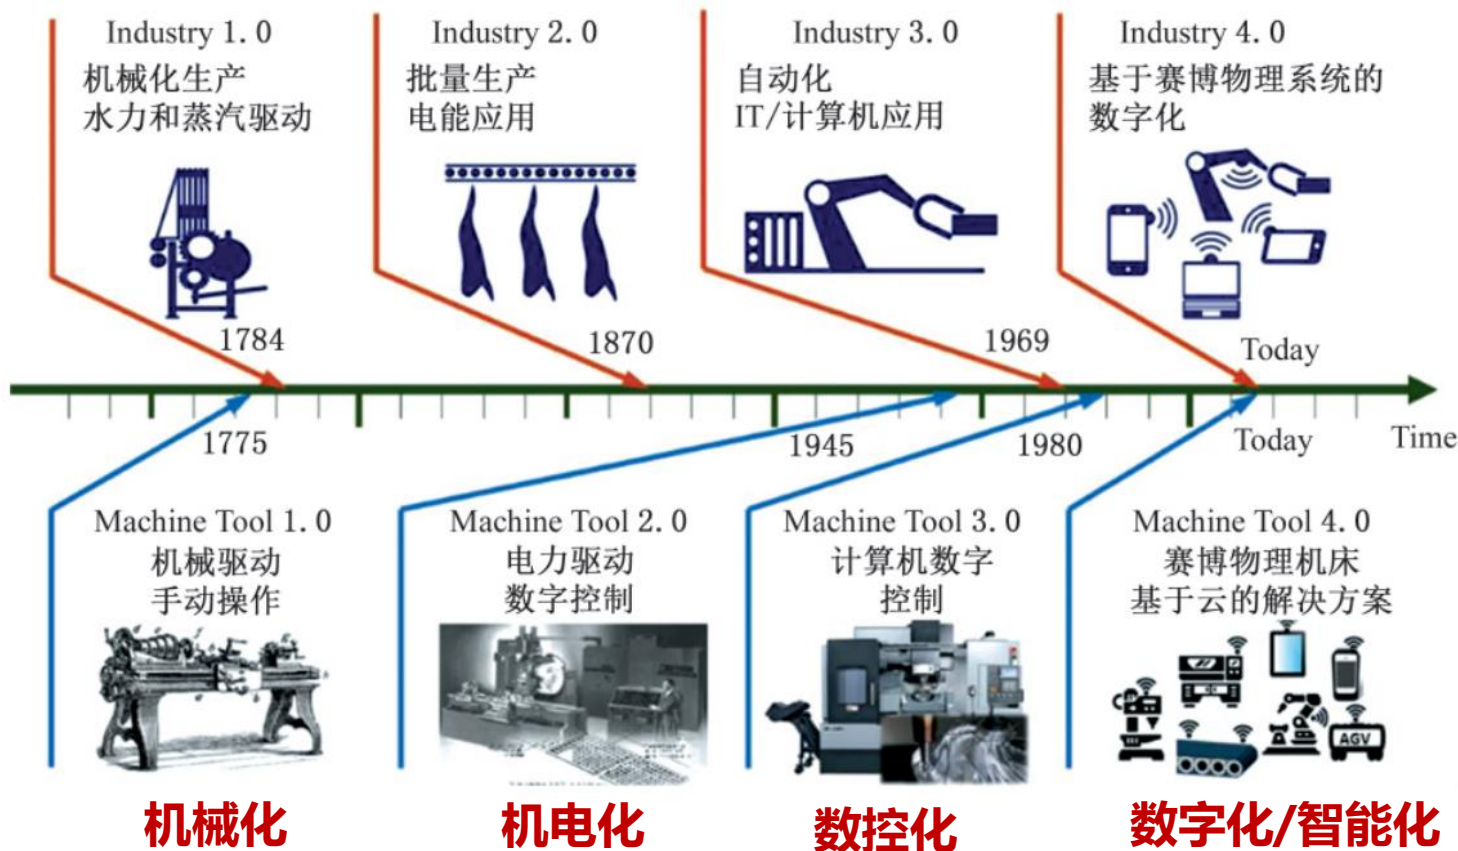 Industry 1.0
机械化生产
水力和蒸汽驱动
Industry 2.0
批量生产
电能应用
Industry 3.0
自动化
IT/计算机应用
Industry 4.0
基于赛博物理系统的
数字化
1784
1870
1969
Today
1775
1945
1980
Today
Time
Machine Tool 1.0
机械驱动
手动操作
Machine Tool 2.0
电力驱动
数字控制
Machine Tool 3.0
计算机数字
控制
Machine Tool 4.0
赛博物理机床
基于云的解决方案
AGV
机械化
机电化
数控化
数字化/智能化